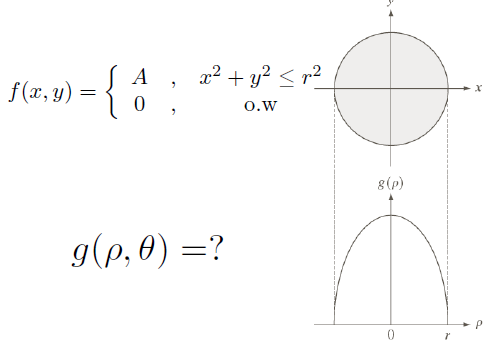 y
f(x, y) = { A , x² + y² ≤ r²
0 , o.w
x
g(ρ)
g(ρ, θ) =?
0 r ρ